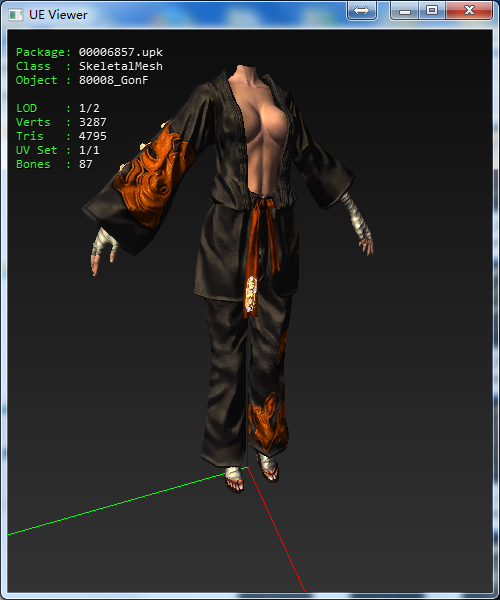 UE Viewer
Package: 00006857.upk
Class : SkeletalMesh
Object : 80008_GonF
LOD : 1/2
Verts : 3287
Tris : 4795
UV Set : 1/1
Bones : 87